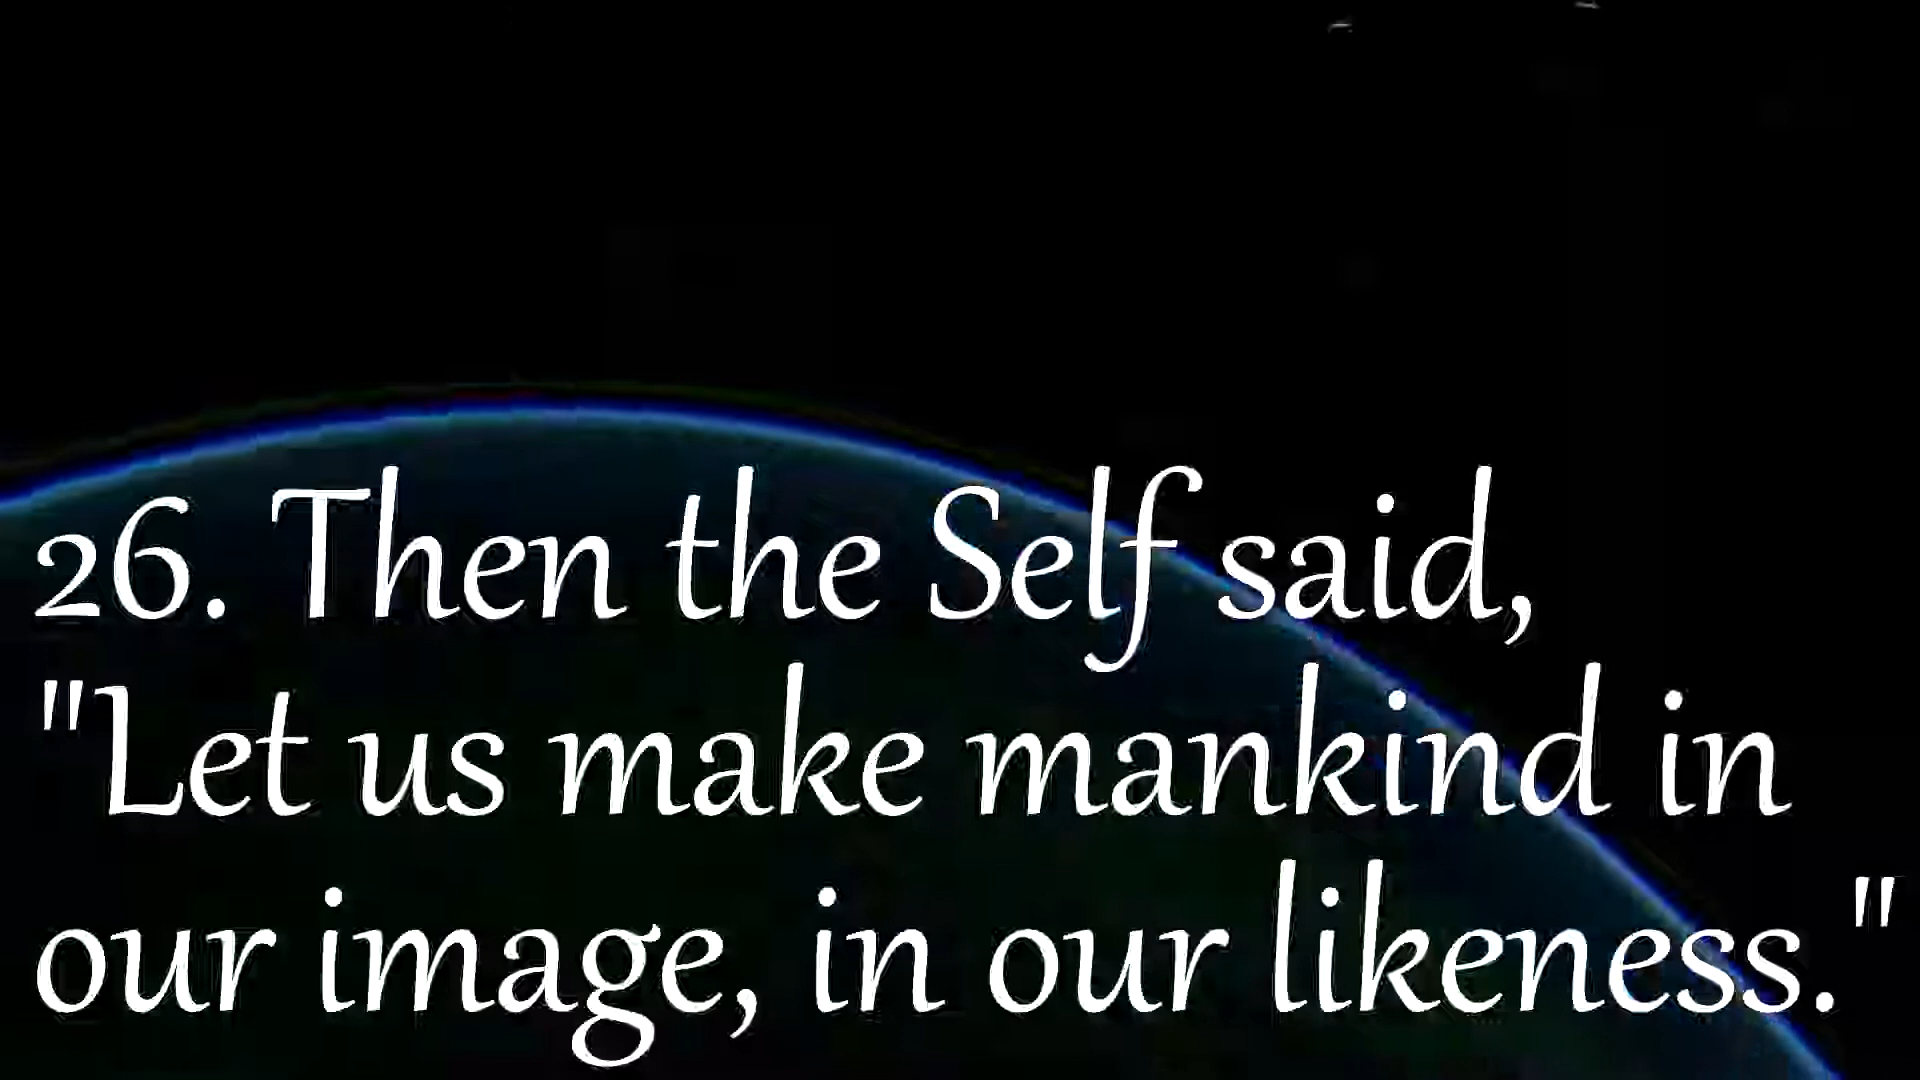 26. Then the Self said,
"Let us make mankind in
our image, in our likeness."